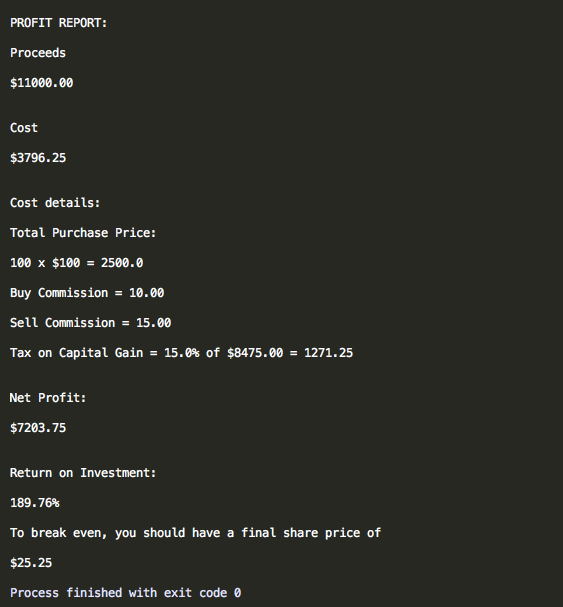 PROFIT REPORT:
Proceeds
$11000.00
Cost
$3796.25
Cost details:
Total Purchase Price:
100 x $100 = 2500.0
Buy Commission = 10.00
Sell Commission = 15.00
Tax on Capital Gain = 15.0% of $8475.00 = 1271.25
Net Profit:
$7203.75
Return on Investment:
189.76%
To break even, you should have a final share price of
$25.25
Process finished with exit code 0